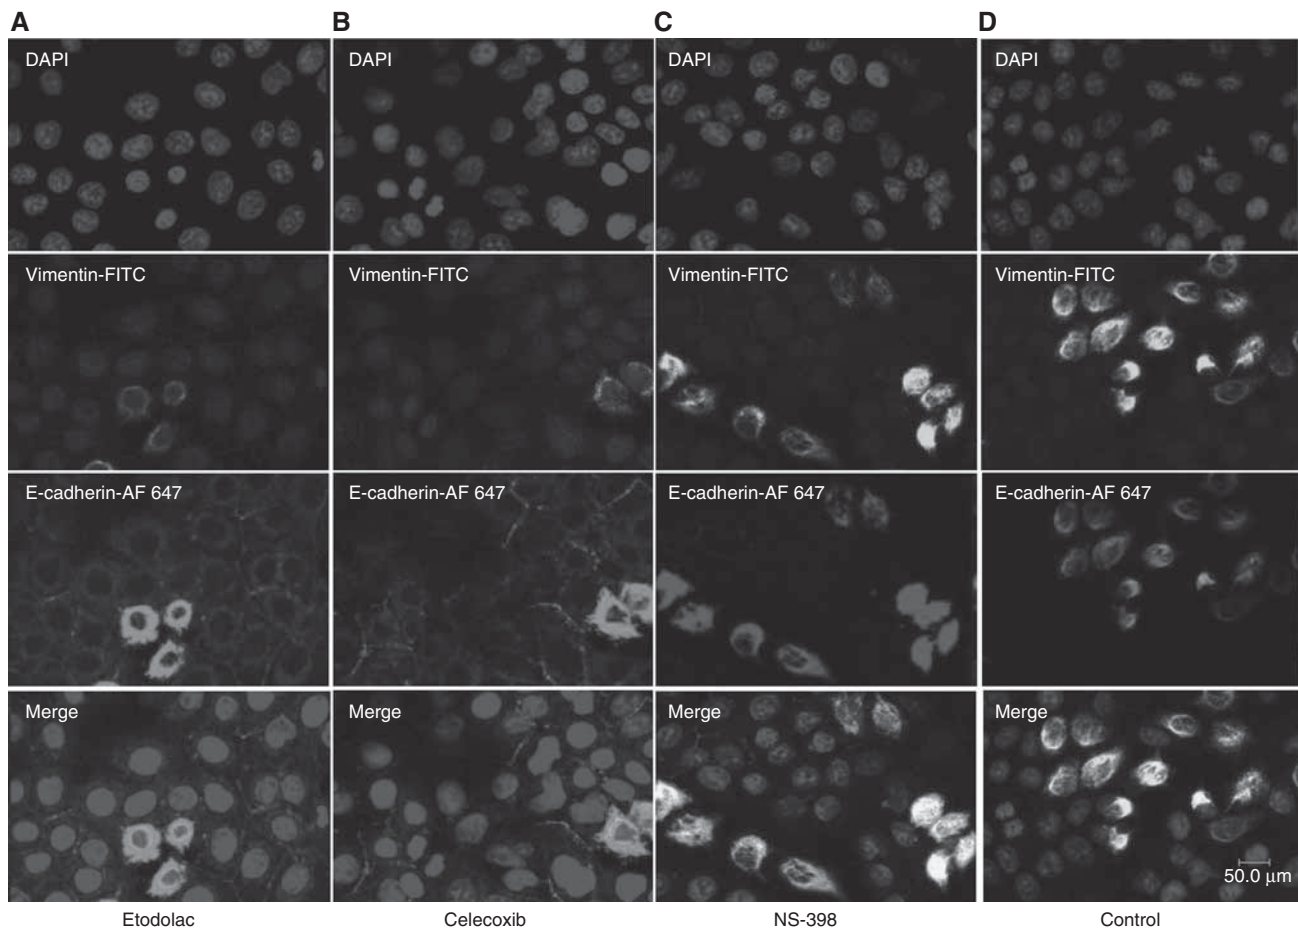 A B C D
DAPI DAPI DAPI DAPI
Vimentin-FITC Vimentin-FITC Vimentin-FITC Vimentin-FITC
E-cadherin-AF 647 E-cadherin-AF 647 E-cadherin-AF 647 E-cadherin-AF 647
Merge Merge Merge Merge
50.0 μm
Etodolac Celecoxib NS-398 Control